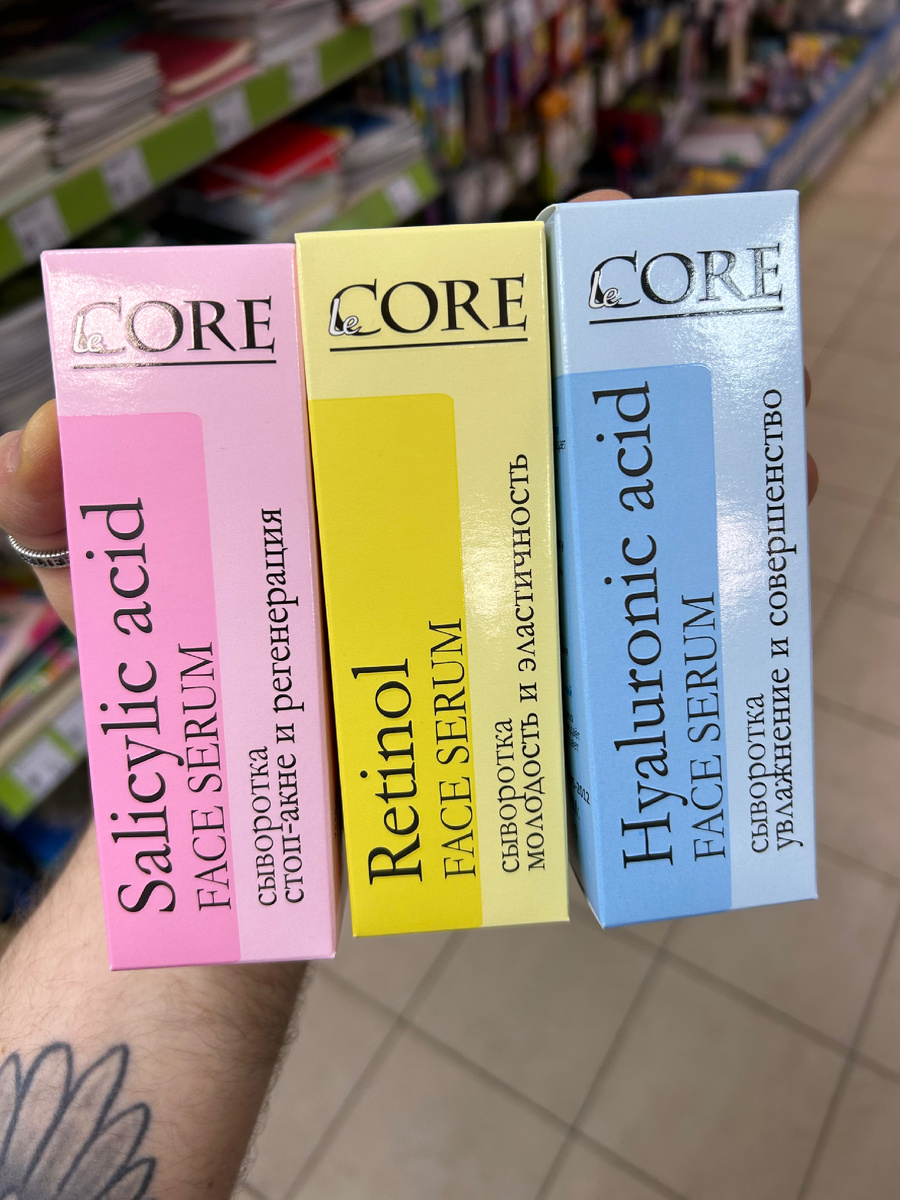 le CORE
Salicylic acid
FACE SERUM
сыворотка
стоп-акне и регенерация
le CORE
Retinol
FACE SERUM
сыворотка
молодость и эластичность
le CORE
Hyaluronic acid
FACE SERUM
сыворотка
увлажнение и совершенство